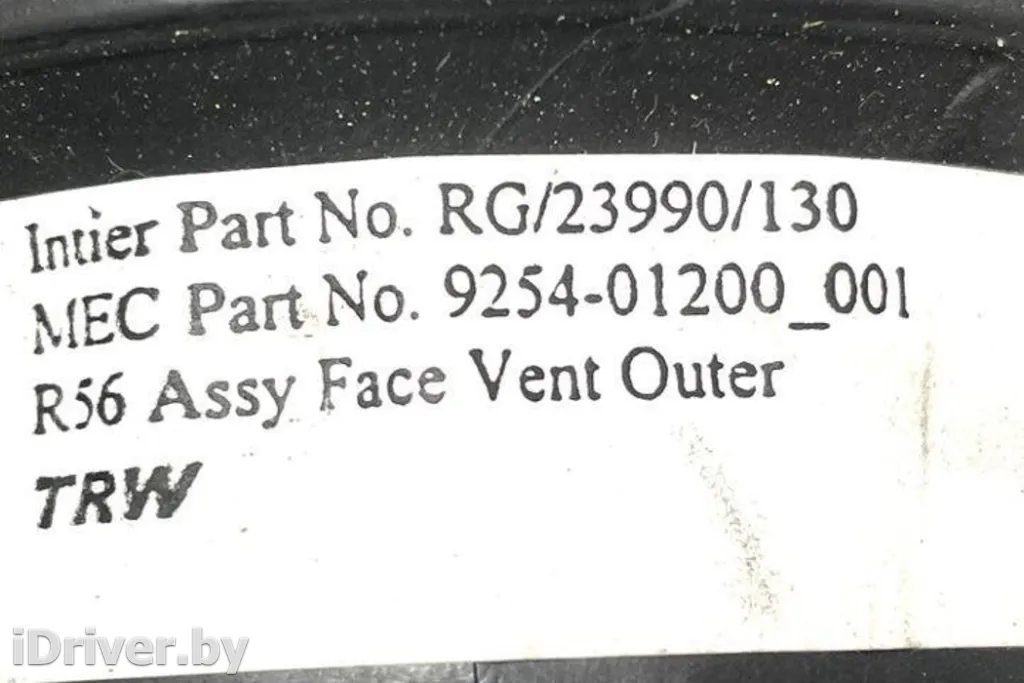 Intier Part No. RG/23990/130
MEC Part No. 9254-01200_001
R56 Assy Face Vent Outer
TRW
iDriver.by